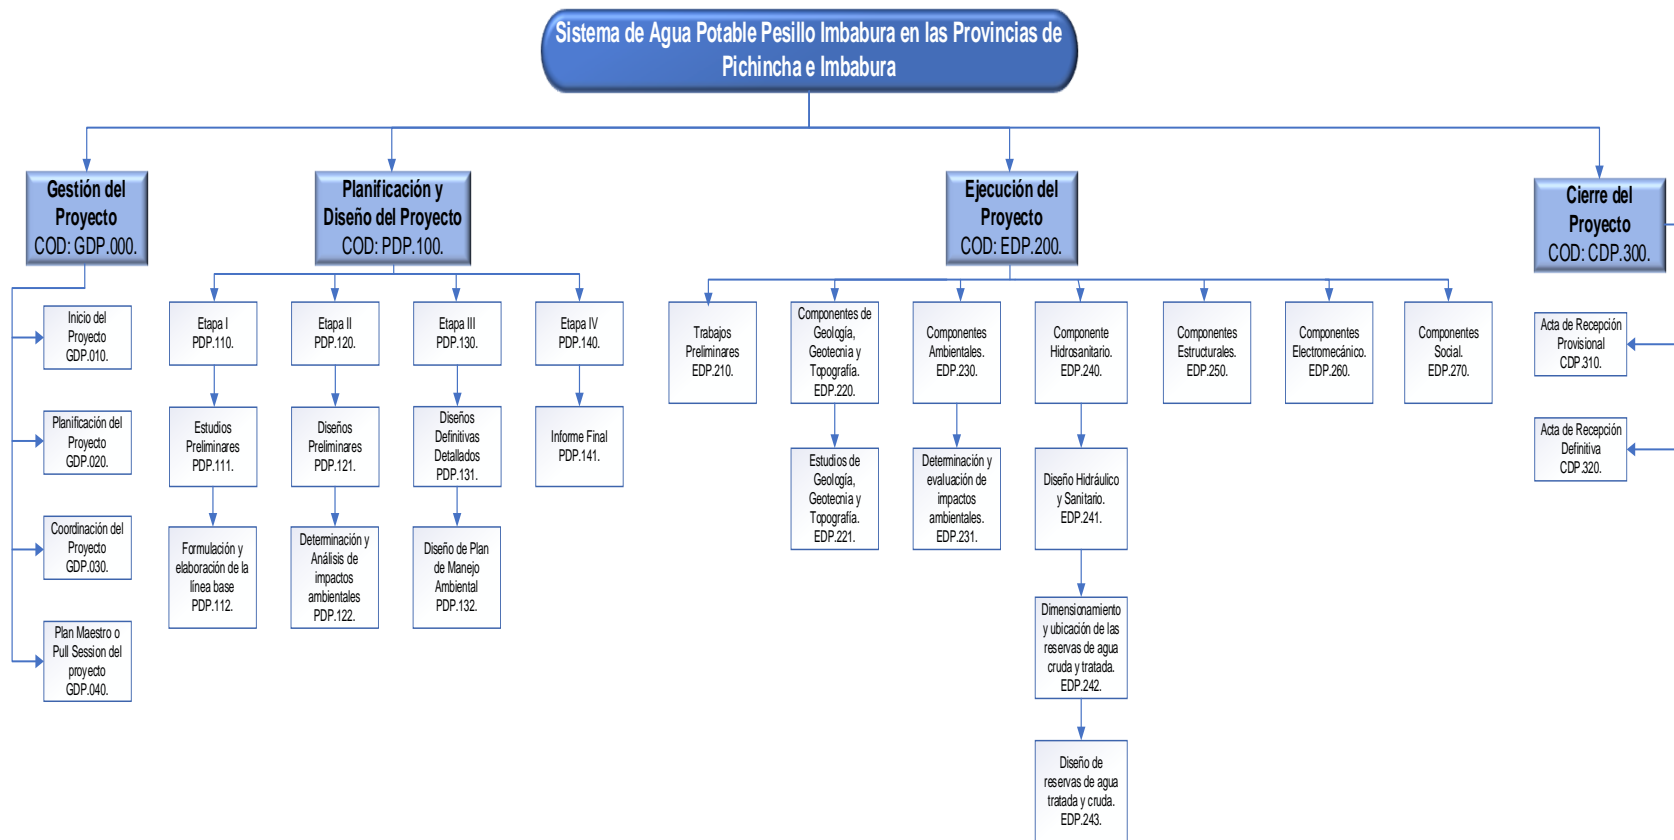 Sistema de Agua Potable Pesillo Imbabura en las Provincias de
Pichincha e Imbabura
Gestión del
Proyecto
COD: GDP.000.
Planificación y
Diseño del Proyecto
COD: PDP.100.
Ejecución del
Proyecto
COD: EDP.200.
Cierre del
Proyecto
COD: CDP.300.
Inicio del
Proyecto
GDP.010.
Planificación del
Proyecto
GDP.020.
Coordinación del
Proyecto
GDP.030.
Plan Maestro o
Pull Session del
proyecto
GDP.040.
Etapa I
PDP.110.
Estudios
Preliminares
PDP.111.
Formulación y
elaboración de la
línea base
PDP.112.
Etapa II
PDP.120.
Diseños
Preliminares
PDP.121.
Determinación y
Análisis de
impactos
ambientales
PDP.122.
Etapa III
PDP.130.
Diseños
Definitivas
Detallados
PDP.131.
Diseño de Plan
de Manejo
Ambiental
PDP.132.
Etapa IV
PDP.140.
Informe Final
PDP.141.
Trabajos
Preliminares
EDP.210.
Componentes de
Geología,
Geotecnia y
Topografía.
EDP.220.
Estudios de
Geología,
Geotecnia y
Topografía.
EDP.221.
Componentes
Ambientales.
EDP.230.
Determinación y
evaluación de
impactos
ambientales.
EDP.231.
Componente
Hidrosanitario.
EDP.240.
Diseño Hidráulico
y Sanitario.
EDP.241.
Dimensionamiento
y ubicación de las
reservas de agua
cruda y tratada.
EDP.242.
Diseño de
reservas de agua
tratada y cruda.
EDP.243.
Componentes
Estructurales.
EDP.250.
Componentes
Electromecánico.
EDP.260.
Componentes
Social.
EDP.270.
Acta de Recepción
Provisional
CDP.310.
Acta de Recepción
Definitiva
CDP.320.